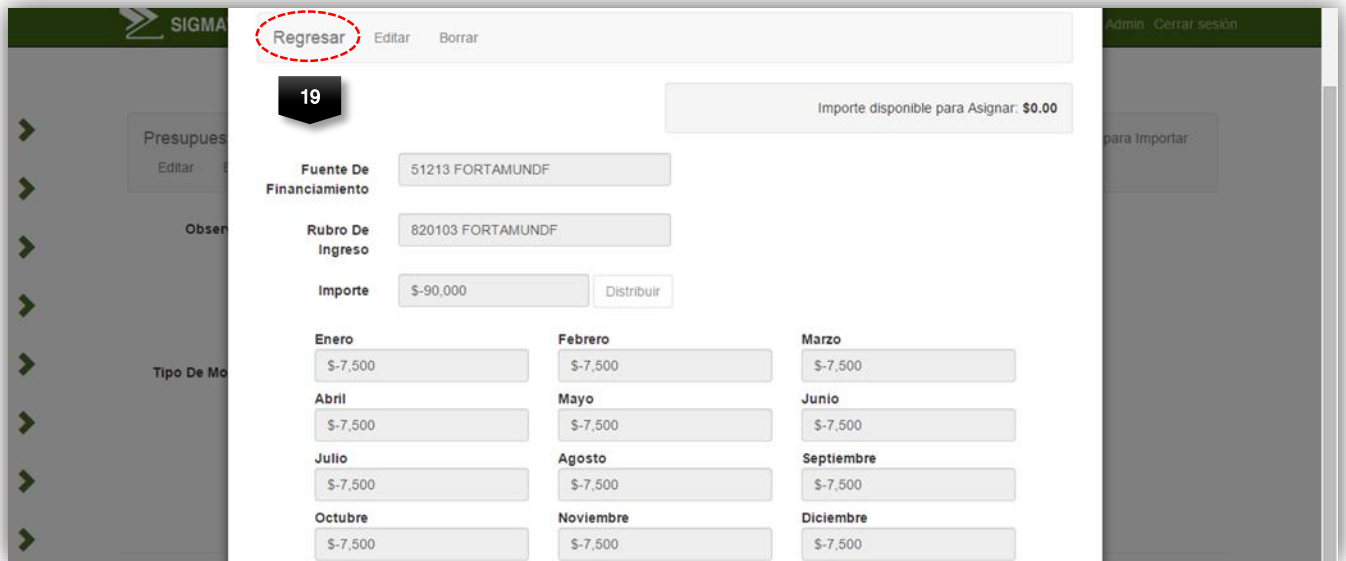 SIGMA
Admin Cerrar sesión
Regresar Editar Borrar
19
Importe disponible para Asignar: $0.00
Presupues
para Importar
Editar
Fuente De Financiamiento
51213 FORTAMUNDF
Obser
Rubro De Ingreso
820103 FORTAMUNDF
Importe
$-90,000
Distribuir
Enero Febrero Marzo
$-7,500 $-7,500 $-7,500
Tipo De Mo
Abril Mayo Junio
$-7,500 $-7,500 $-7,500
Julio Agosto Septiembre
$-7,500 $-7,500 $-7,500
Octubre Noviembre Diciembre
$-7,500 $-7,500 $-7,500